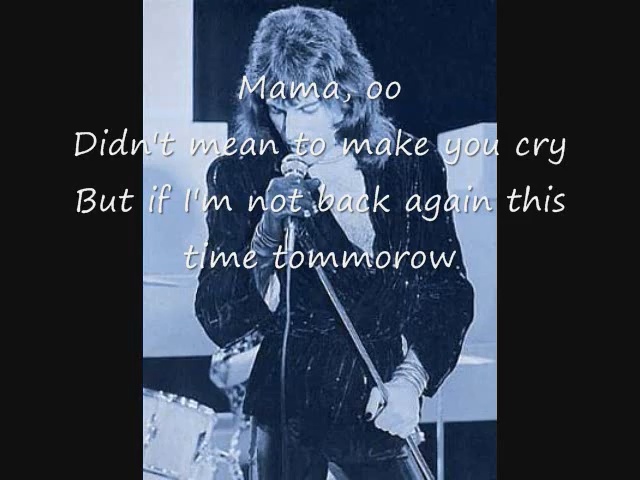 Mama, oo
Didn't mean to make you cry
But if I'm not back again this
time tommorow